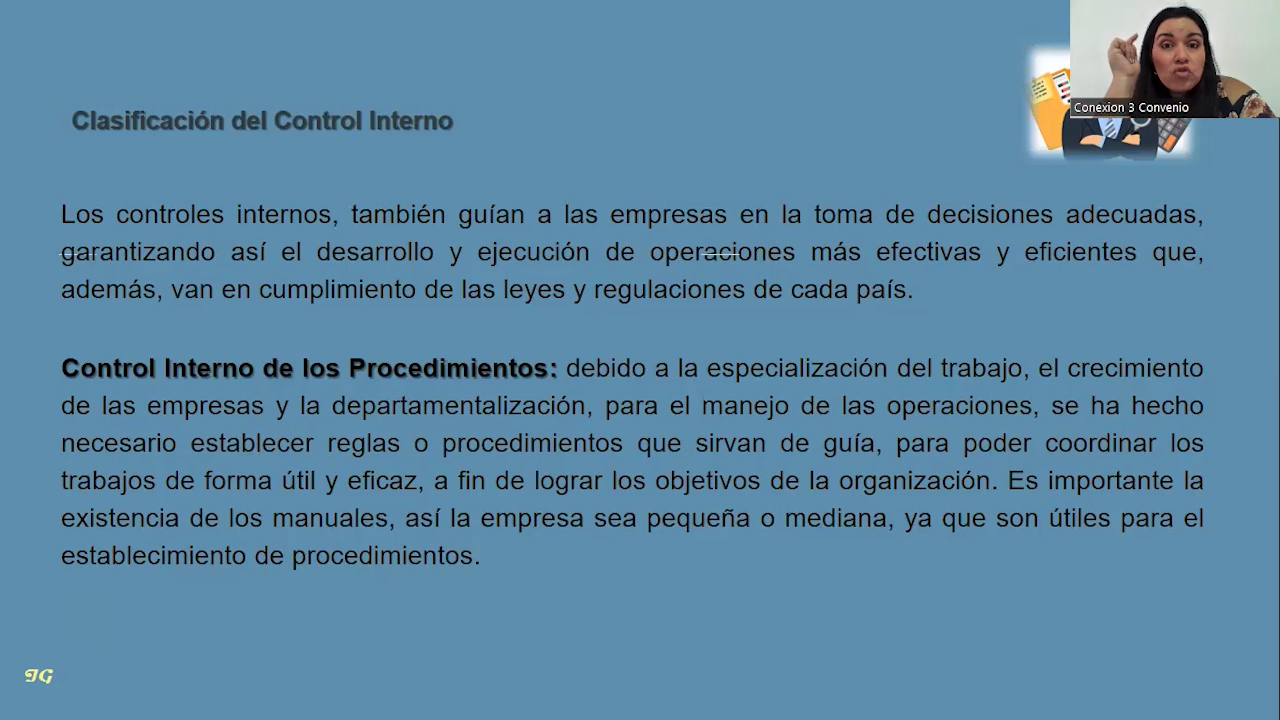 Conexion 3 Convenio
Clasificación del Control Interno
Los controles internos, también guían a las empresas en la toma de decisiones adecuadas,
garantizando así el desarrollo y ejecución de operaciones más efectivas y eficientes que,
además, van en cumplimiento de las leyes y regulaciones de cada país.
Control Interno de los Procedimientos: debido a la especialización del trabajo, el crecimiento
de las empresas y la departamentalización, para el manejo de las operaciones, se ha hecho
necesario establecer reglas o procedimientos que sirvan de guía, para poder coordinar los
trabajos de forma útil y eficaz, a fin de lograr los objetivos de la organización. Es importante la
existencia de los manuales, así la empresa sea pequeña o mediana, ya que son útiles para el
establecimiento de procedimientos.
IG